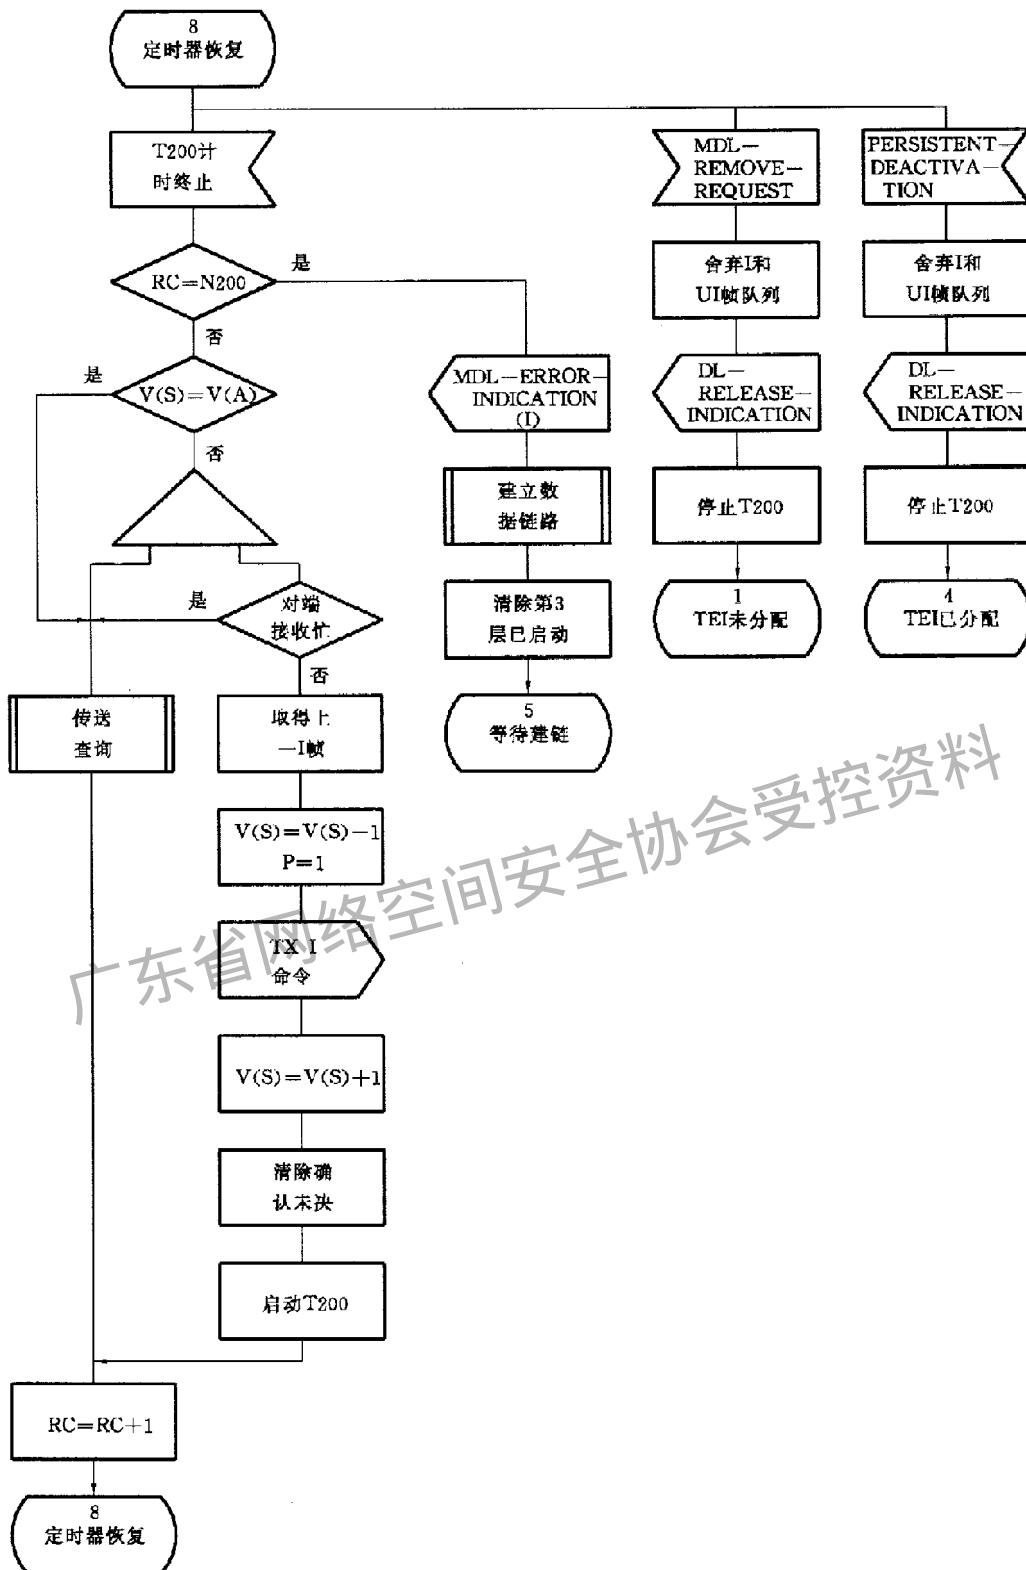 8
定时器恢复
T200计
时终止
MDL—
REMOVE—
REQUEST
PERSISTENT—
DEACTIVA—
TION
RC=N200
是
否
舍弃I和
UI帧队列
舍弃I和
UI帧队列
是
V(S)=V(A)
否
MDL—ERROR—
INDICATION
(I)
DL—
RELEASE—
INDICATION
DL—
RELEASE—
INDICATION
建立数
据链路
停止T200
停止T200
是
对端
接收忙
否
清除第3
层已启动
1
TEI未分配
4
TEI已分配
传送
查询
取得上
一I帧
5
等待建链
V(S)=V(S)—1
P=1
TX I
命令
广东省网络空间安全协会受控资料
V(S)=V(S)+1
清除确
认未决
启动T200
RC=RC+1
8
定时器恢复